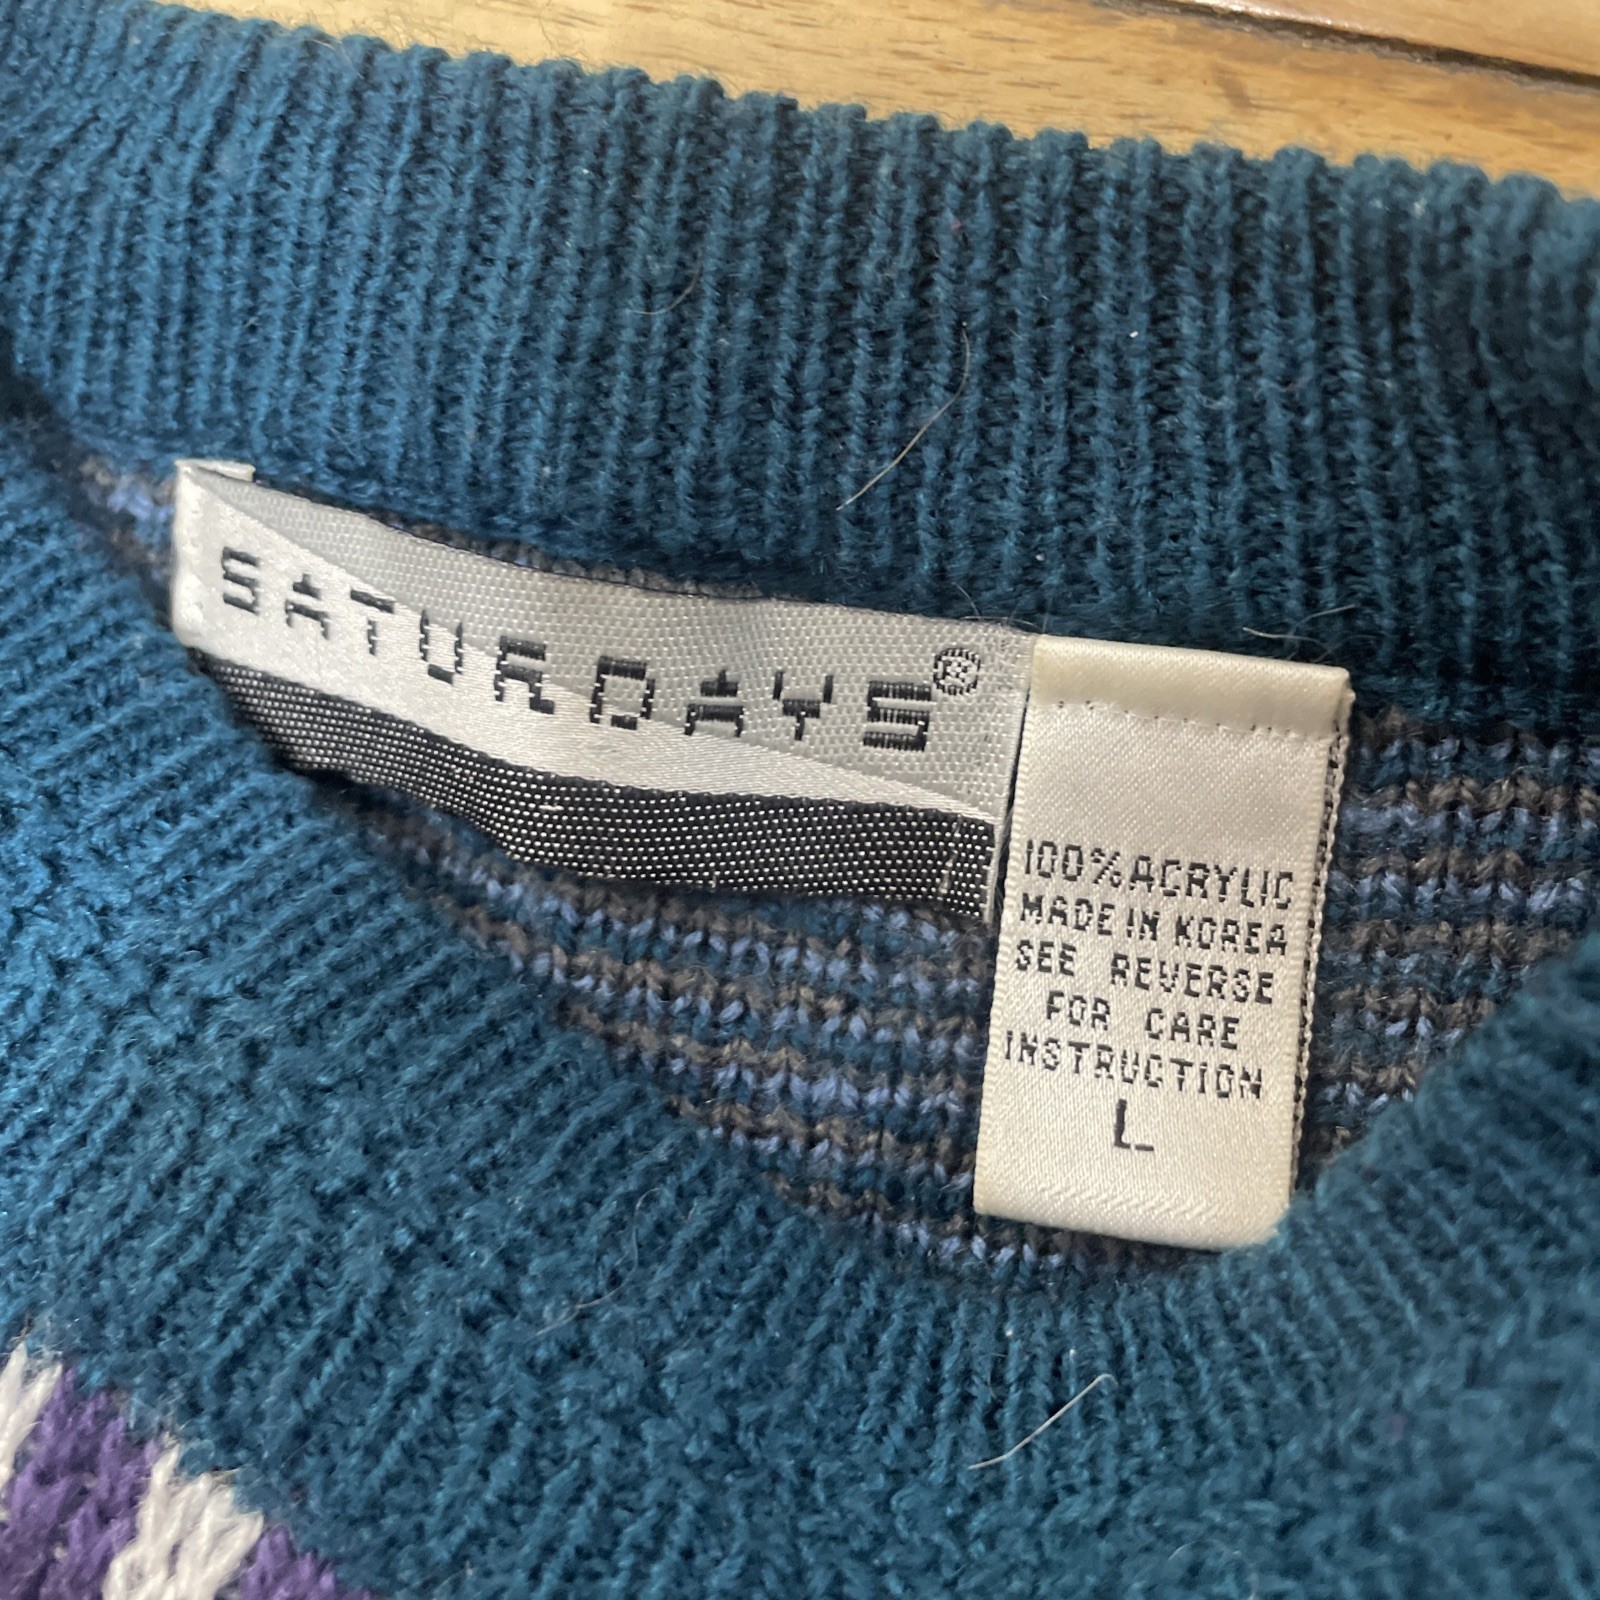 SATURDAYS®
100% ACRYLIC
MADE IN KOREA
SEE REVERSE
FOR CARE
INSTRUCTION
L